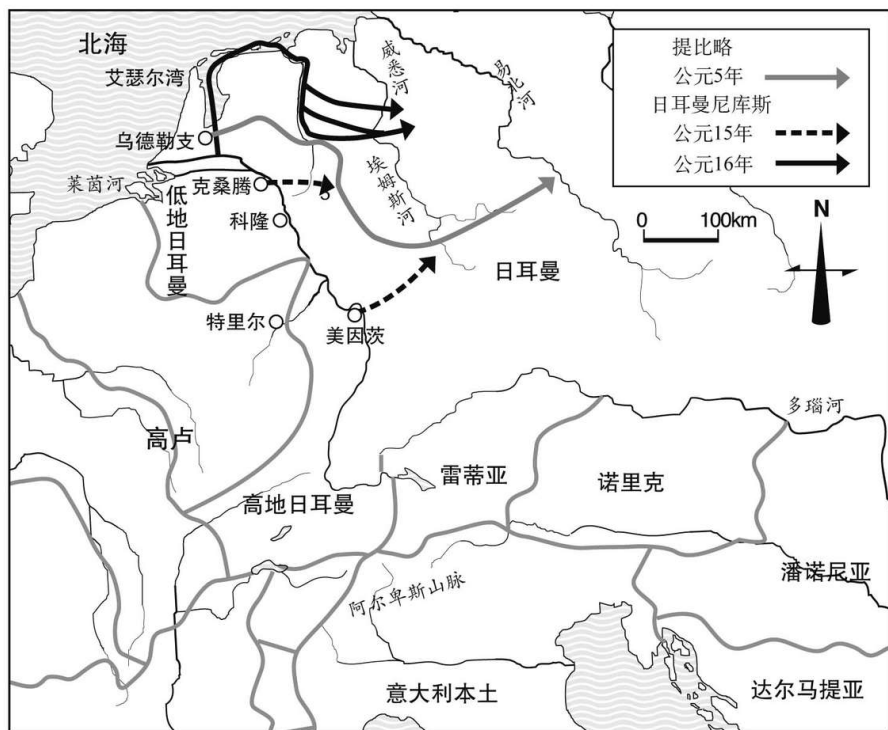 北海
艾瑟尔湾
乌德勒支
莱茵河
低地日耳曼
克桑腾
科隆
特里尔
美因茨
威悉河
易北河
埃姆斯河
日耳曼
提比略
公元5年
日耳曼尼库斯
公元15年
公元16年
0 100km
N
高卢
高地日耳曼
雷蒂亚
诺里克
多瑙河
潘诺尼亚
阿尔卑斯山脉
意大利本土
达尔马提亚